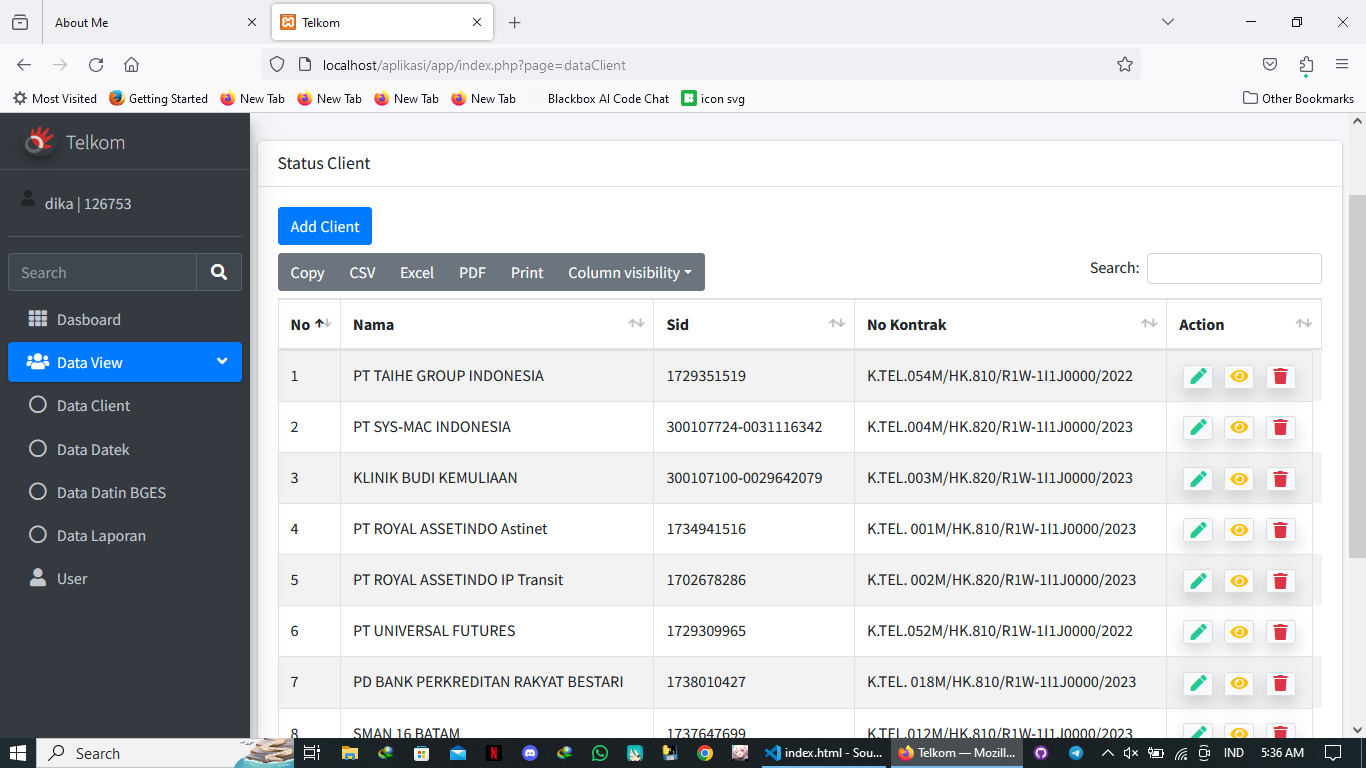 About Me
Telkom
localhost/aplikasi/app/index.php?page=dataClient
Most Visited Getting Started New Tab New Tab New Tab New Tab Blackbox AI Code Chat icon svg Other Bookmarks
Telkom
dika | 126753
Search
Dasboard
Data View
Data Client
Data Datek
Data Datin BGES
Data Laporan
User
Status Client
Add Client
Copy CSV Excel PDF Print Column visibility
Search:
No Nama Sid No Kontrak Action
1 PT TAIHE GROUP INDONESIA 1729351519 K.TEL.054M/HK.810/R1W-1I1J0000/2022
2 PT SYS-MAC INDONESIA 300107724-0031116342 K.TEL.004M/HK.820/R1W-1I1J0000/2023
3 KLINIK BUDI KEMULIAAN 300107100-0029642079 K.TEL.003M/HK.820/R1W-1I1J0000/2023
4 PT ROYAL ASSETINDO Astinet 1734941516 K.TEL. 001M/HK.810/R1W-1I1J0000/2023
5 PT ROYAL ASSETINDO IP Transit 1702678286 K.TEL. 002M/HK.820/R1W-1I1J0000/2023
6 PT UNIVERSAL FUTURES 1729309965 K.TEL.052M/HK.810/R1W-1I1J0000/2022
7 PD BANK PERKREDITAN RAKYAT BESTARI 1738010427 K.TEL. 018M/HK.810/R1W-1I1J0000/2023
8 SMAN 16 BATAM 1737647699 K.TEL.012M/HK.810/R1W-1I1J0000/2023
Search
index.html - Sou...
Telkom — Mozill...
IND
5:36 AM